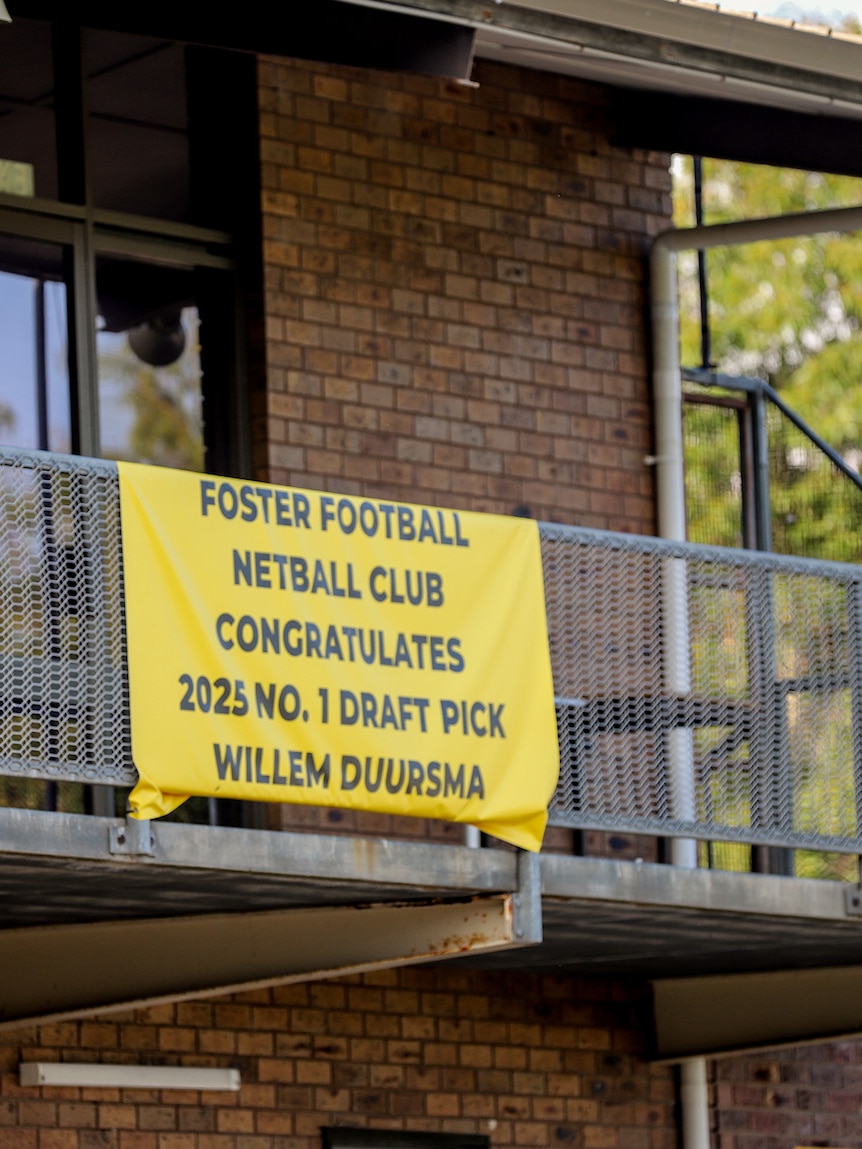 FOSTER FOOTBALL
NETBALL CLUB
CONGRATULATES
2025 NO. 1 DRAFT PICK
WILLEM DUURSMA